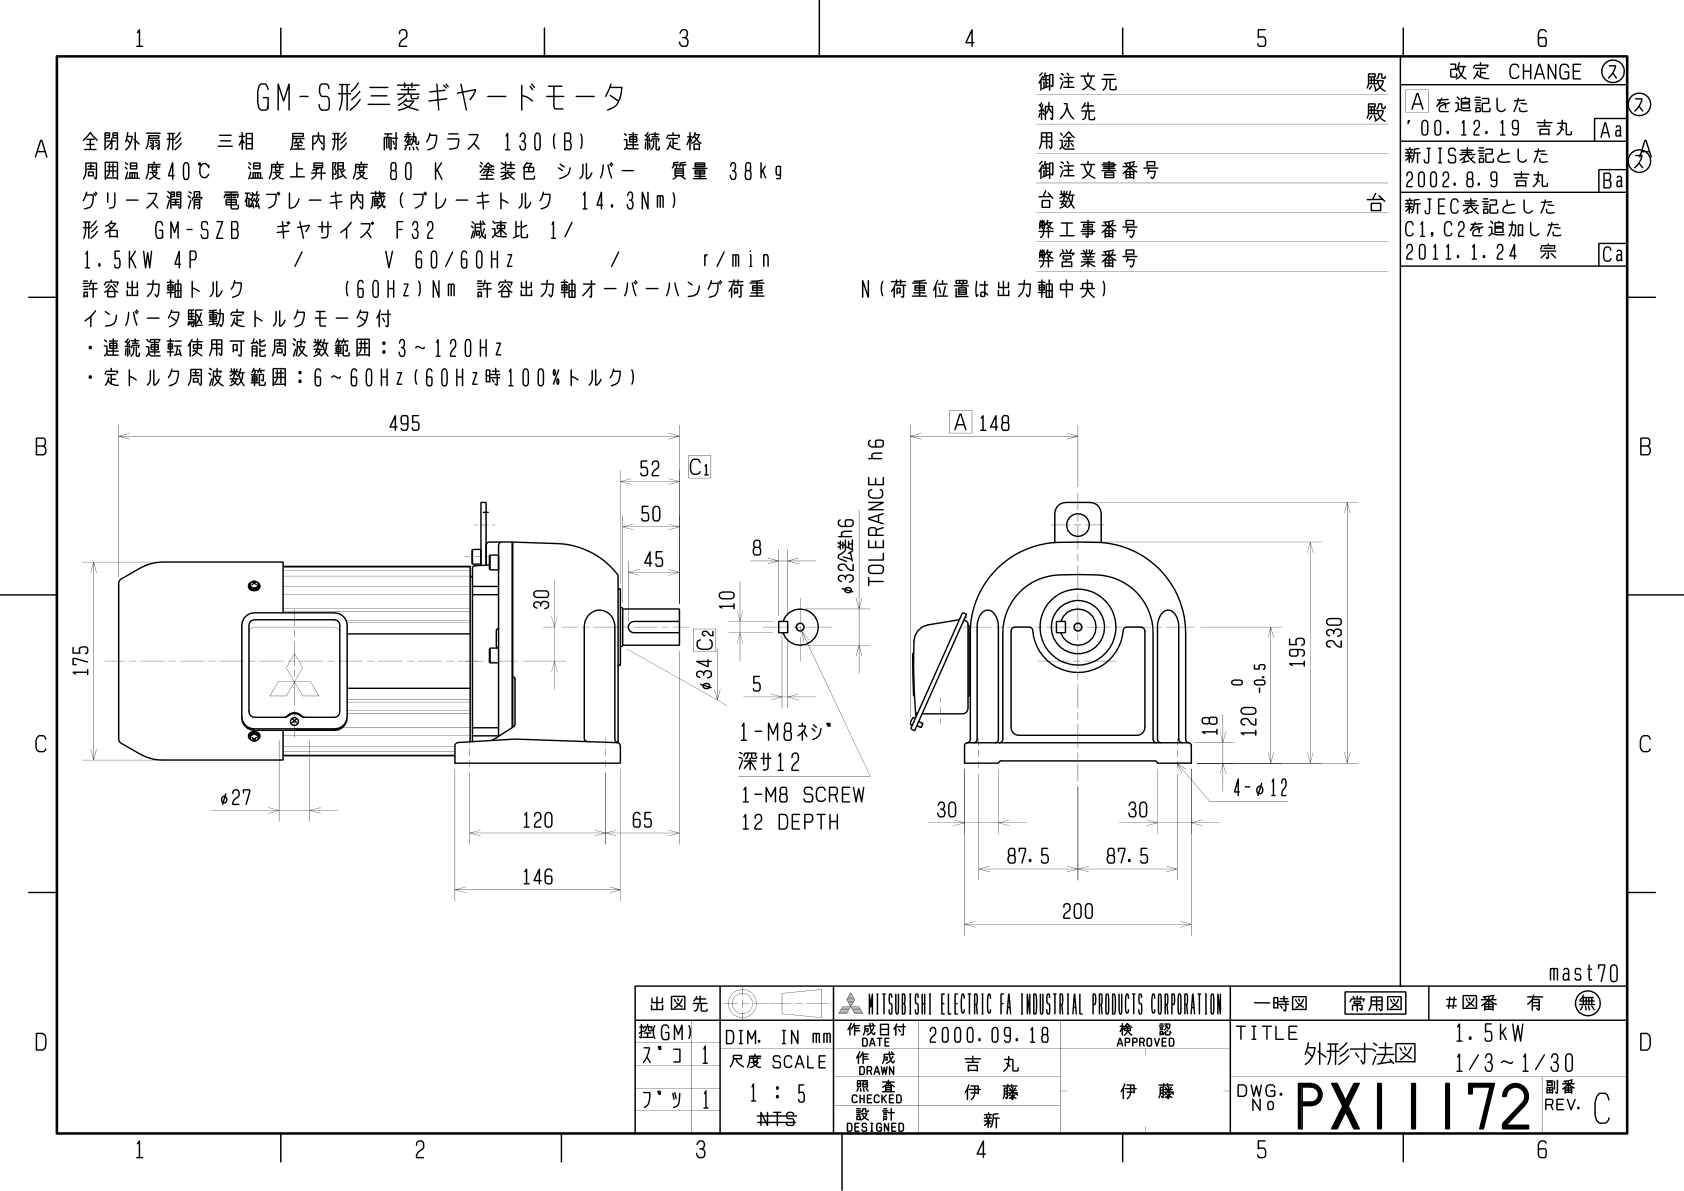 1 2 3 4 5 6
GM-S形三菱ギヤードモータ
全閉外扇形 三相 屋内形 耐熱クラス 130(B) 連続定格
周囲温度40℃ 温度上昇限度 80 K 塗装色 シルバー 質量 38kg
グリース潤滑 電磁ブレーキ内蔵(ブレーキトルク 14.3Nm)
形名 GM-SZB ギヤサイズ F32 減速比 1/
1.5KW 4P / V 60/60Hz / r/min
許容出力軸トルク (60Hz)Nm 許容出力軸オーバーハング荷重 N(荷重位置は出力軸中央)
インバータ駆動定トルクモータ付
・連続運転使用可能周波数範囲:3~120Hz
・定トルク周波数範囲:6~60Hz(60Hz時100%トルク)
御注文元 殿
納入先 殿
用途
御注文書番号
台数 台
弊工事番号
弊営業番号
改定 CHANGE ス
A を追記した ス
'00.12.19 吉丸 Aa
新JIS表記とした ス
2002.8.9 吉丸 Ba
新JEC表記とした
C1,C2を追加した
2011.1.24 宗 Ca
A A
B B
C C
D D
495
52 C1
50
45
30
175
φ34 C2
φ27
120 65
146
8
10
5
φ32公差h6
TOLERANCE h6
1-M8ネジ
深サ12
1-M8 SCREW
12 DEPTH
A 148
230
195
120 0 -0.5
18
4-φ12
30 30
87.5 87.5
200
mast70
出図先
控(GM)
スﾞコ 1
フﾞツ 1
DIM. IN mm
尺度 SCALE
1 : 5
NTS
MITSUBISHI ELECTRIC FA INDUSTRIAL PRODUCTS CORPORATION
作成日付 DATE 2000.09.18
作成 DRAWN 吉丸
照査 CHECKED 伊藤
設計 DESIGNED 新
検認 APPROVED
伊藤
一時図 常用図 #図番 有 無
TITLE 外形寸法図
1.5kW
1/3~1/30
DWG. No PX11172 副番 REV. C
1 2 3 4 5 6